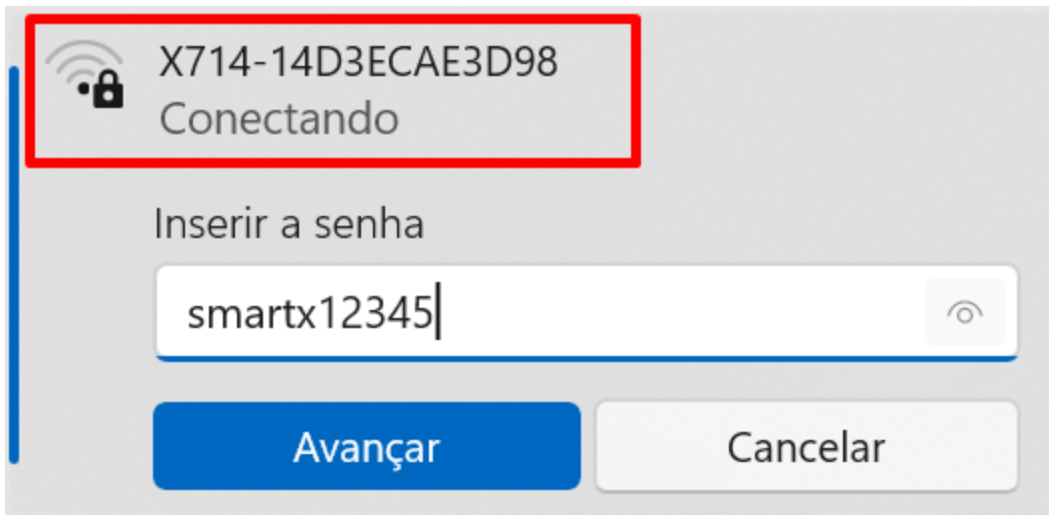 X714-14D3ECAE3D98
Conectando
Inserir a senha
smartx12345
Avançar
Cancelar